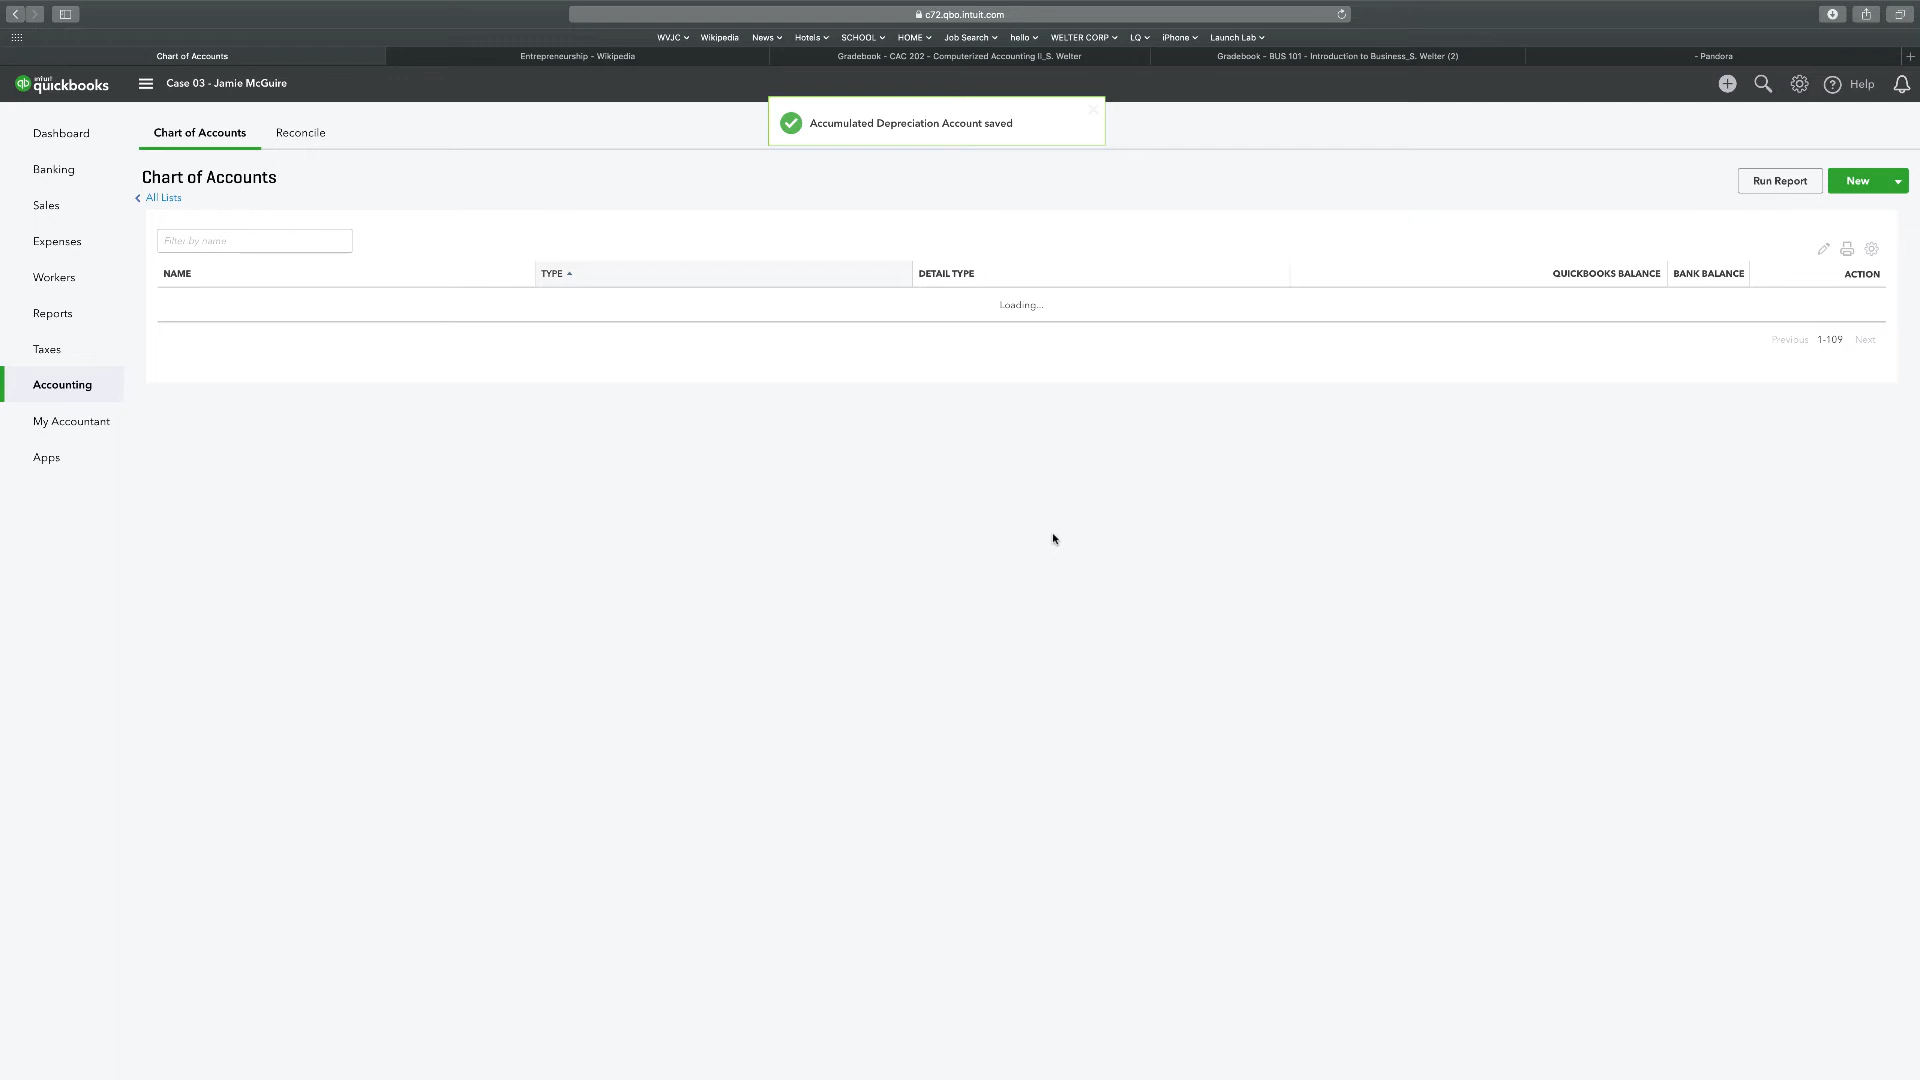 c72.qbo.intuit.com
WVJC Wikipedia News Hotels SCHOOL HOME Job Search hello WELTER CORP LQ iPhone Launch Lab
Chart of Accounts
Entrepreneurship - Wikipedia
Gradebook - CAC 202 - Computerized Accounting II_S. Welter
Gradebook - BUS 101 - Introduction to Business_S. Welter (2)
- Pandora
intuit
qb quickbooks
Case 03 - Jamie McGuire
Help
Accumulated Depreciation Account saved
Dashboard
Banking
Sales
Expenses
Workers
Reports
Taxes
Accounting
My Accountant
Apps
Chart of Accounts
Reconcile
Chart of Accounts
All Lists
Run Report
New
Filter by name
NAME TYPE DETAIL TYPE QUICKBOOKS BALANCE BANK BALANCE ACTION
Loading...
Previous 1-109 Next